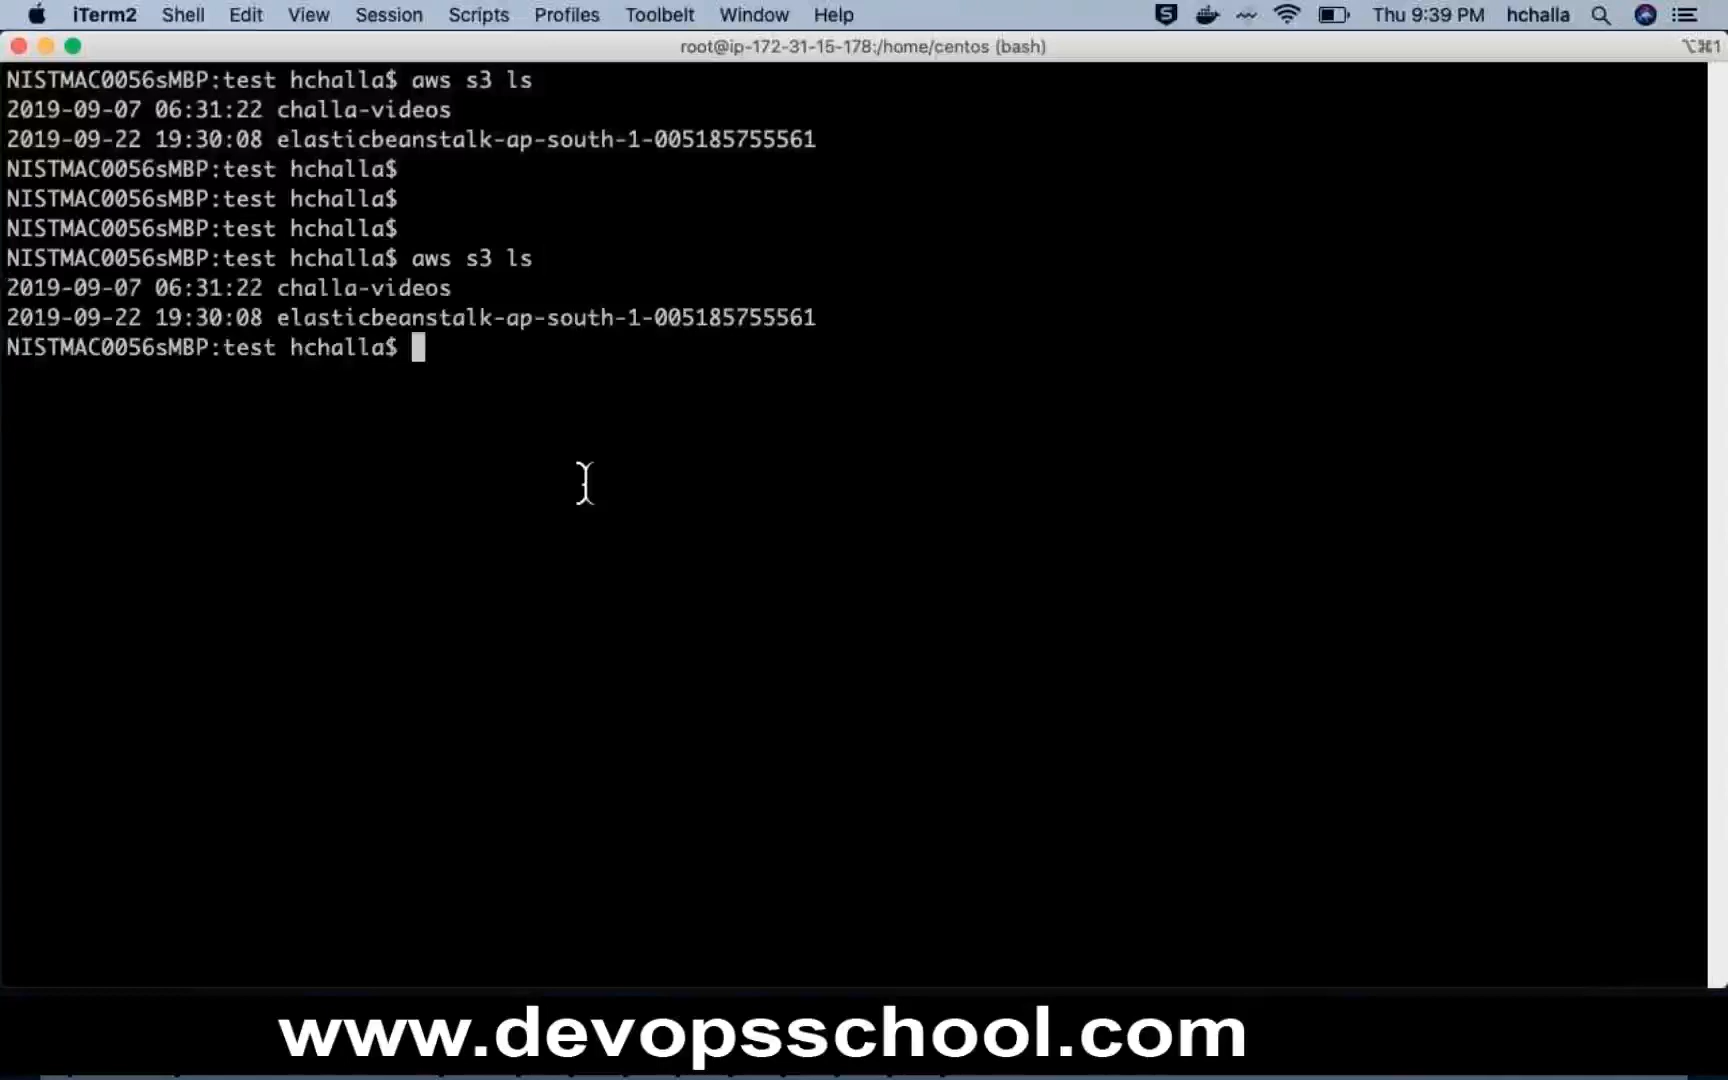 iTerm2 Shell Edit View Session Scripts Profiles Toolbelt Window Help Thu 9:39 PM hchalla
root@ip-172-31-15-178:/home/centos (bash) ⌥⌘1
NISTMAC0056sMBP:test hchalla$ aws s3 ls
2019-09-07 06:31:22 challa-videos
2019-09-22 19:30:08 elasticbeanstalk-ap-south-1-005185755561
NISTMAC0056sMBP:test hchalla$
NISTMAC0056sMBP:test hchalla$
NISTMAC0056sMBP:test hchalla$
NISTMAC0056sMBP:test hchalla$ aws s3 ls
2019-09-07 06:31:22 challa-videos
2019-09-22 19:30:08 elasticbeanstalk-ap-south-1-005185755561
NISTMAC0056sMBP:test hchalla$
www.devopsschool.com